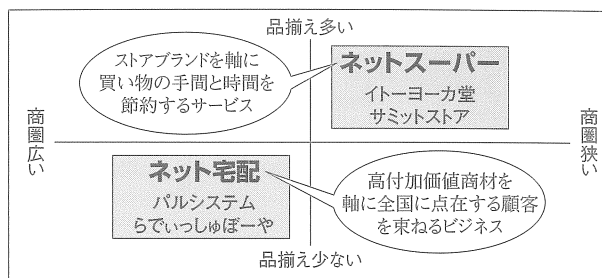 品揃え多い
ストアブランドを軸に
買い物の手間と時間を
節約するサービス
ネットスーパー
イトーヨーカ堂
サミットストア
商圏広い
商圏狭い
ネット宅配
パルシステム
らでぃっしゅぼーや
高付加価値商材を
軸に全国に点在する顧客
を束ねるビジネス
品揃え少ない